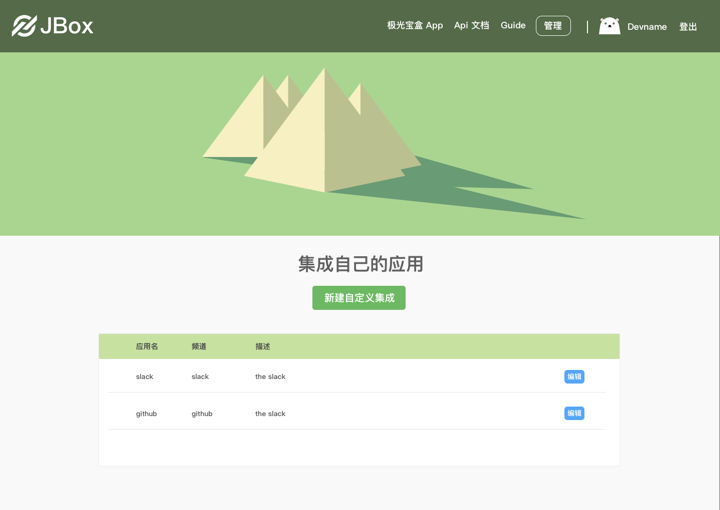 JBox
极光宝盒 App Api 文档 Guide 管理 Devname 登出
集成自己的应用
新建自定义集成
应用名 频道 描述
slack slack the slack 编辑
github github the slack 编辑